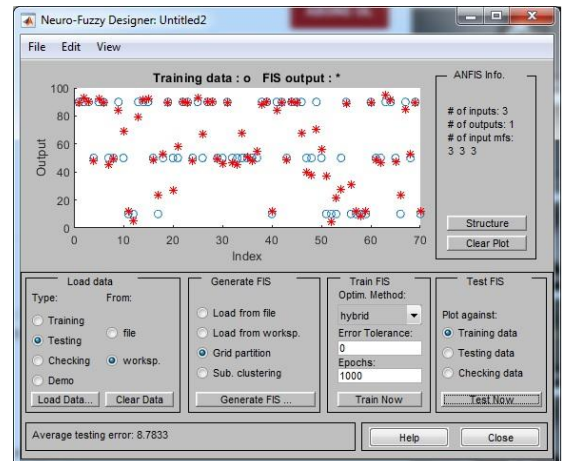 Neuro-Fuzzy Designer: Untitled2
File Edit View
Training data : o FIS output : *
100
80
60
40
20
0
Output
0 10 20 30 40 50 60 70
Index
ANFIS Info.
# of inputs: 3
# of outputs: 1
# of input mfs:
3 3 3
Structure
Clear Plot
Load data
Type: From:
Training
Testing
Checking
Demo
file
worksp.
Load Data...
Clear Data
Generate FIS
Load from file
Load from worksp.
Grid partition
Sub. clustering
Generate FIS ...
Train FIS
Optim. Method:
hybrid
Error Tolerance:
0
Epochs:
1000
Train Now
Test FIS
Plot against:
Training data
Testing data
Checking data
Test Now
Average testing error: 8.7833
Help
Close